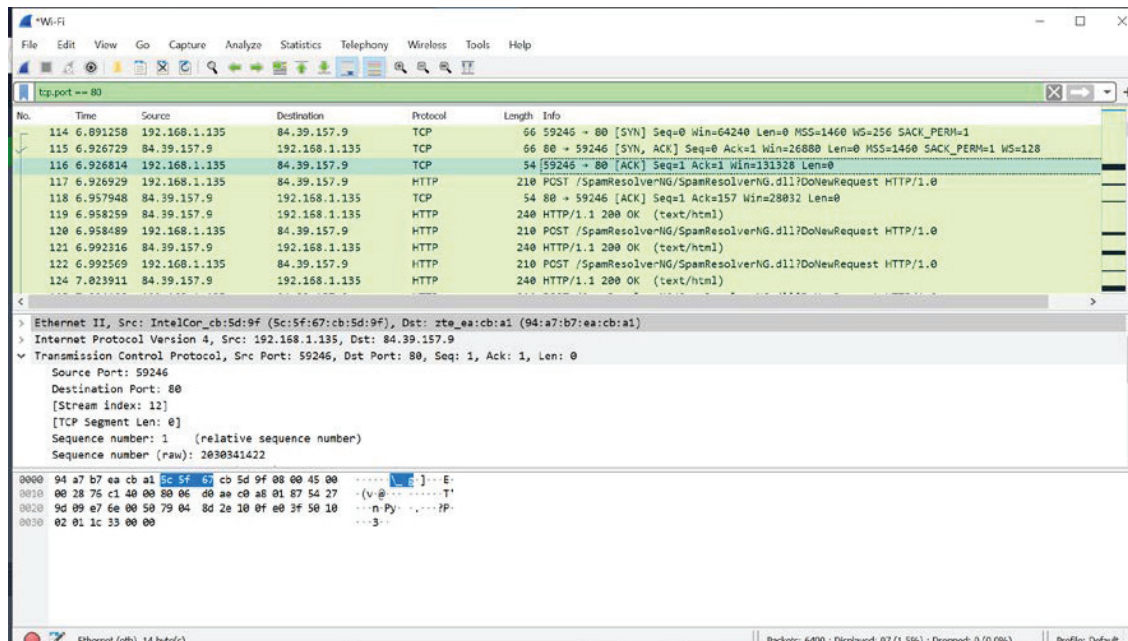 *Wi-Fi
File Edit View Go Capture Analyze Statistics Telephony Wireless Tools Help
tcp.port == 80
No. Time Source Destination Protocol Length Info
114 6.891258 192.168.1.135 84.39.157.9 TCP 66 59246 → 80 [SYN] Seq=0 Win=64240 Len=0 MSS=1460 WS=256 SACK_PERM=1
115 6.926729 84.39.157.9 192.168.1.135 TCP 66 80 → 59246 [SYN, ACK] Seq=0 Ack=1 Win=26880 Len=0 MSS=1460 SACK_PERM=1 WS=128
116 6.926814 192.168.1.135 84.39.157.9 TCP 54 59246 → 80 [ACK] Seq=1 Ack=1 Win=131328 Len=0
117 6.926929 192.168.1.135 84.39.157.9 HTTP 210 POST /SpamResolverNG/SpamResolverNG.dll?DoNewRequest HTTP/1.0
118 6.957948 84.39.157.9 192.168.1.135 TCP 54 80 → 59246 [ACK] Seq=1 Ack=157 Win=28032 Len=0
119 6.958259 84.39.157.9 192.168.1.135 HTTP 240 HTTP/1.1 200 OK (text/html)
120 6.958489 192.168.1.135 84.39.157.9 HTTP 210 POST /SpamResolverNG/SpamResolverNG.dll?DoNewRequest HTTP/1.0
121 6.992316 84.39.157.9 192.168.1.135 HTTP 240 HTTP/1.1 200 OK (text/html)
122 6.992569 192.168.1.135 84.39.157.9 HTTP 210 POST /SpamResolverNG/SpamResolverNG.dll?DoNewRequest HTTP/1.0
124 7.023911 84.39.157.9 192.168.1.135 HTTP 240 HTTP/1.1 200 OK (text/html)
Ethernet II, Src: IntelCor_cb:5d:9f (5c:5f:67:cb:5d:9f), Dst: zte_ea:cb:a1 (94:a7:b7:ea:cb:a1)
Internet Protocol Version 4, Src: 192.168.1.135, Dst: 84.39.157.9
Transmission Control Protocol, Src Port: 59246, Dst Port: 80, Seq: 1, Ack: 1, Len: 0
Source Port: 59246
Destination Port: 80
[Stream index: 12]
[TCP Segment Len: 0]
Sequence number: 1 (relative sequence number)
Sequence number (raw): 2030341422
0000 94 a7 b7 ea cb a1 5c 5f 67 cb 5d 9f 08 00 45 00 ······\_ g·]···E·
0010 00 28 76 c1 40 00 80 06 d0 ae c0 a8 01 87 54 27 ·(v·@··· ······T'
0020 9d 09 e7 6e 00 50 79 04 8d 2e 10 0f e0 3f 50 10 ···n·Py· ·.···?P·
0030 02 01 1c 33 00 00 ···3··
Ethernet (eth), 14 byte(s) Packets: 6400 · Displayed: 97 (1.5%) · Dropped: 0 (0.0%) Profile: Default